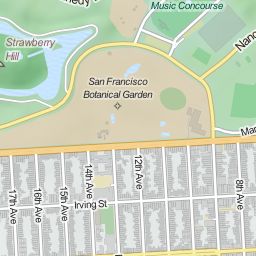 Music Concourse
Strawberry
Hill
San Francisco
Botanical Garden
17th Ave
16th Ave
15th Ave
14th Ave
12th Ave
8th Ave
Irving St